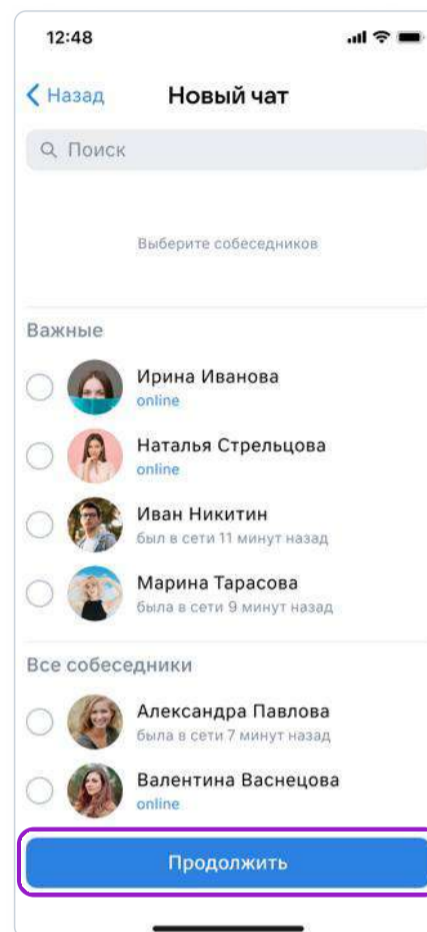 12:48
Назад
Новый чат
Поиск
Выберите собеседников
Важные
Ирина Иванова
online
Наталья Стрельцова
online
Иван Никитин
был в сети 11 минут назад
Марина Тарасова
была в сети 9 минут назад
Все собеседники
Александра Павлова
была в сети 7 минут назад
Валентина Васнецова
online
Продолжить